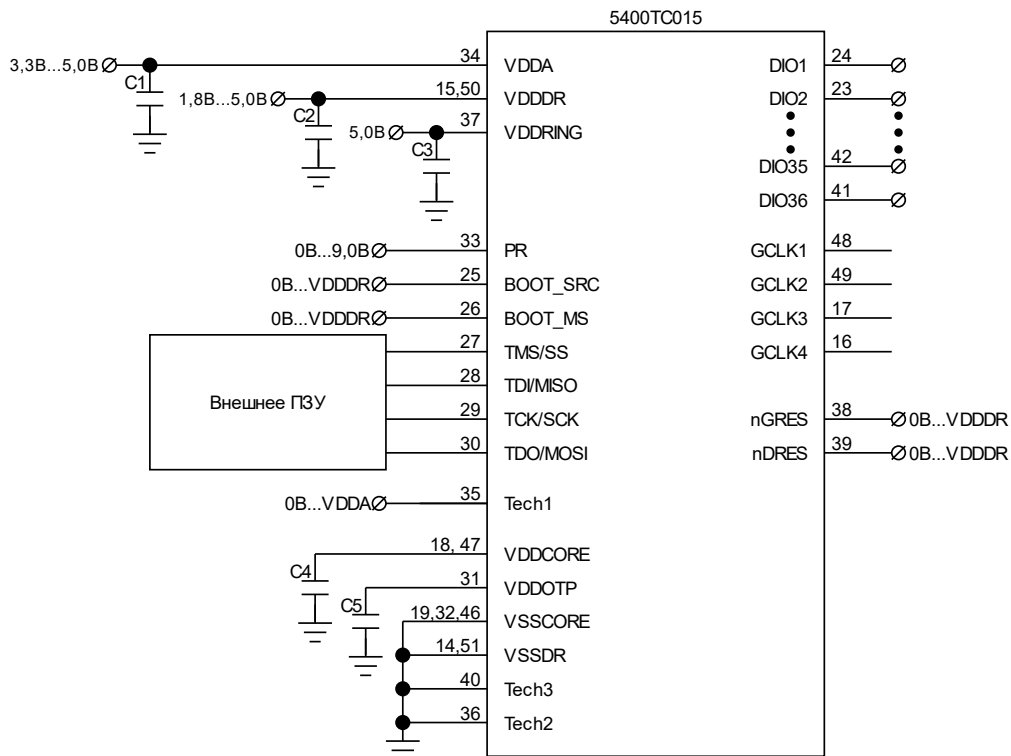 5400TC015
3,3В...5,0В
C1
34
VDDA
DIO1
24
1,8В...5,0В
C2
15,50
VDDDR
DIO2
23
5,0В
C3
37
VDDRING
DIO35
42
DIO36
41
0В...9,0В
33
PR
GCLK1
48
0В...VDDDR
25
BOOT_SRC
GCLK2
49
0В...VDDDR
26
BOOT_MS
GCLK3
17
27
TMS/SS
GCLK4
16
Внешнее ПЗУ
28
TDI/MISO
29
TCK/SCK
nGRES
38
0В...VDDDR
30
TDO/MOSI
nDRES
39
0В...VDDDR
0В...VDDA
35
Tech1
C4
18, 47
VDDCORE
C5
31
VDDOTP
19,32,46
VSSCORE
14,51
VSSDR
40
Tech3
36
Tech2